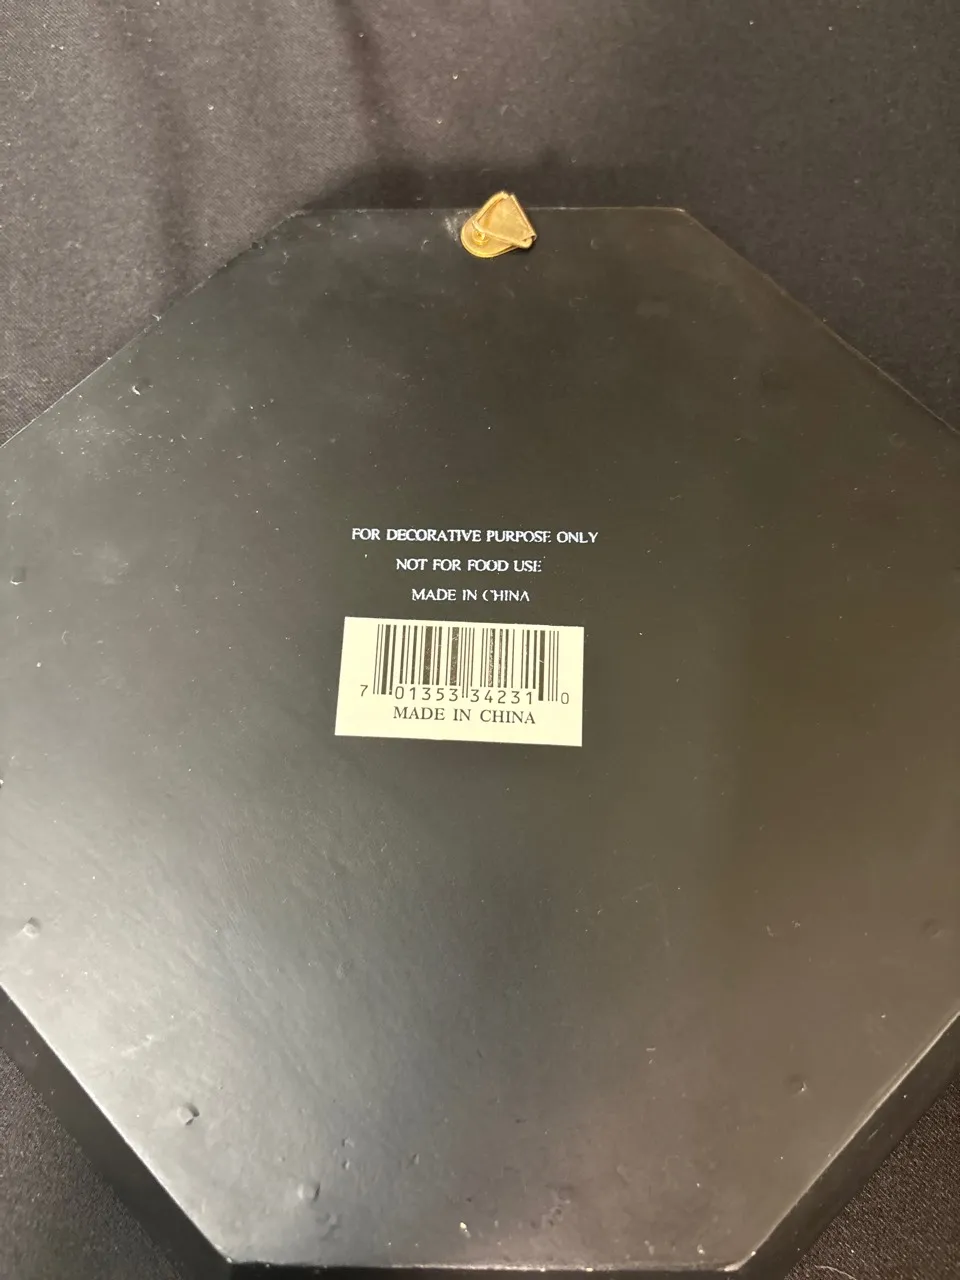 FOR DECORATIVE PURPOSE ONLY
NOT FOR FOOD USE
MADE IN CHINA
7 01353 34231 0
MADE IN CHINA